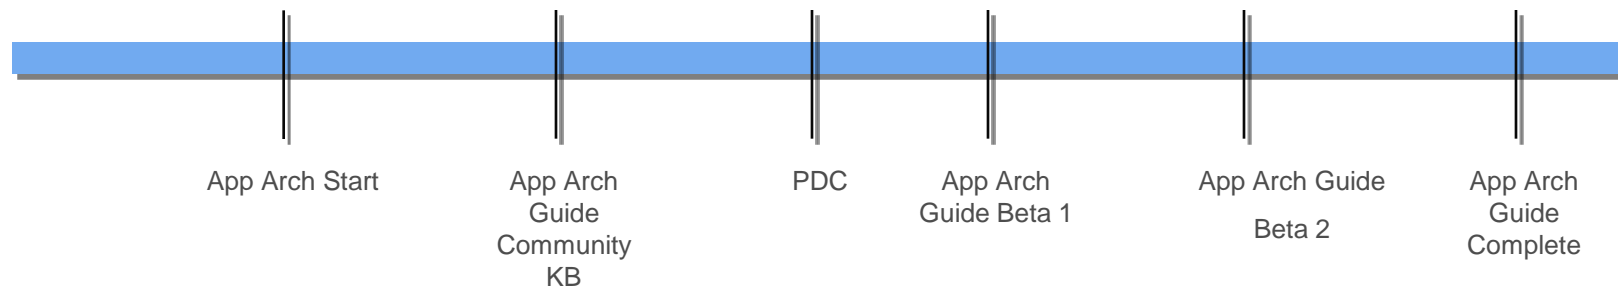 App Arch Start
App Arch
Guide
Community
KB
PDC
App Arch
Guide Beta 1
App Arch Guide
Beta 2
App Arch
Guide
Complete